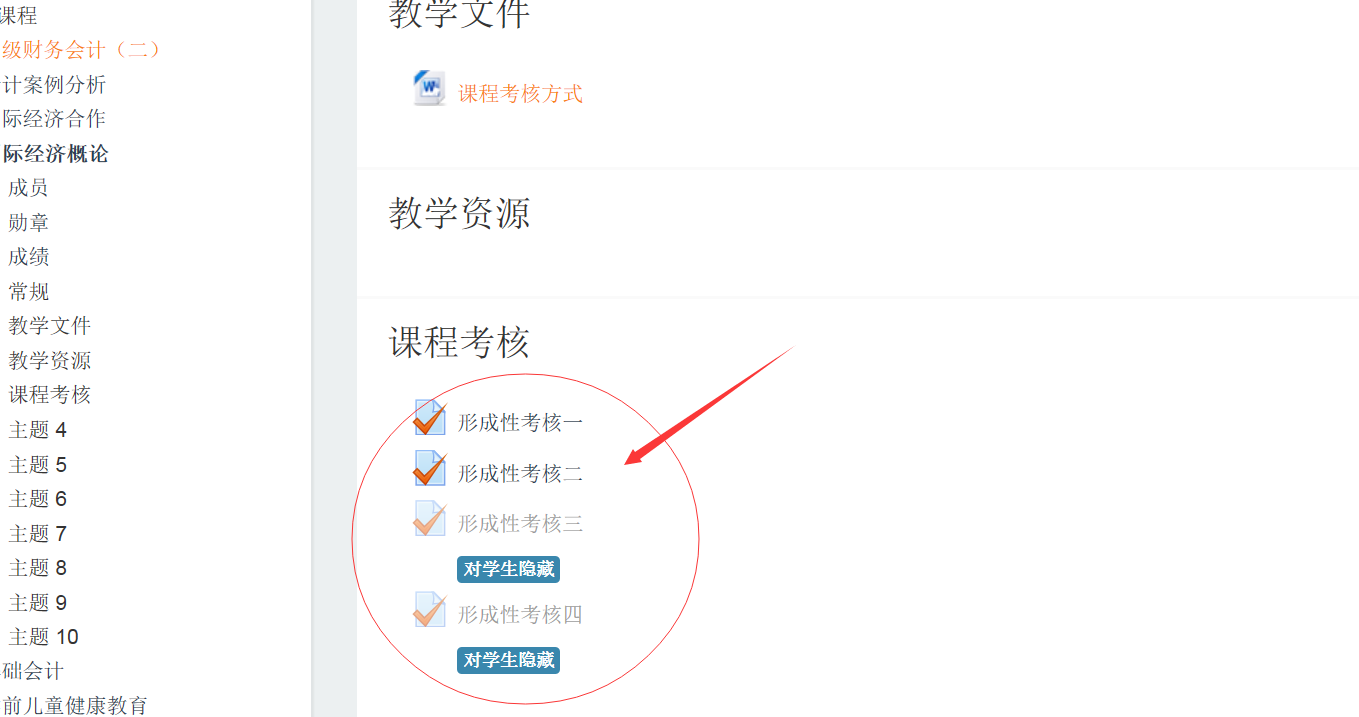 课程
级财务会计（二）
计案例分析
际经济合作
际经济概论
成员
勋章
成绩
常规
教学文件
教学资源
课程考核
主题 4
主题 5
主题 6
主题 7
主题 8
主题 9
主题 10
础会计
前儿童健康教育
教学文件
课程考核方式
教学资源
课程考核
形成性考核一
形成性考核二
形成性考核三
对学生隐藏
形成性考核四
对学生隐藏